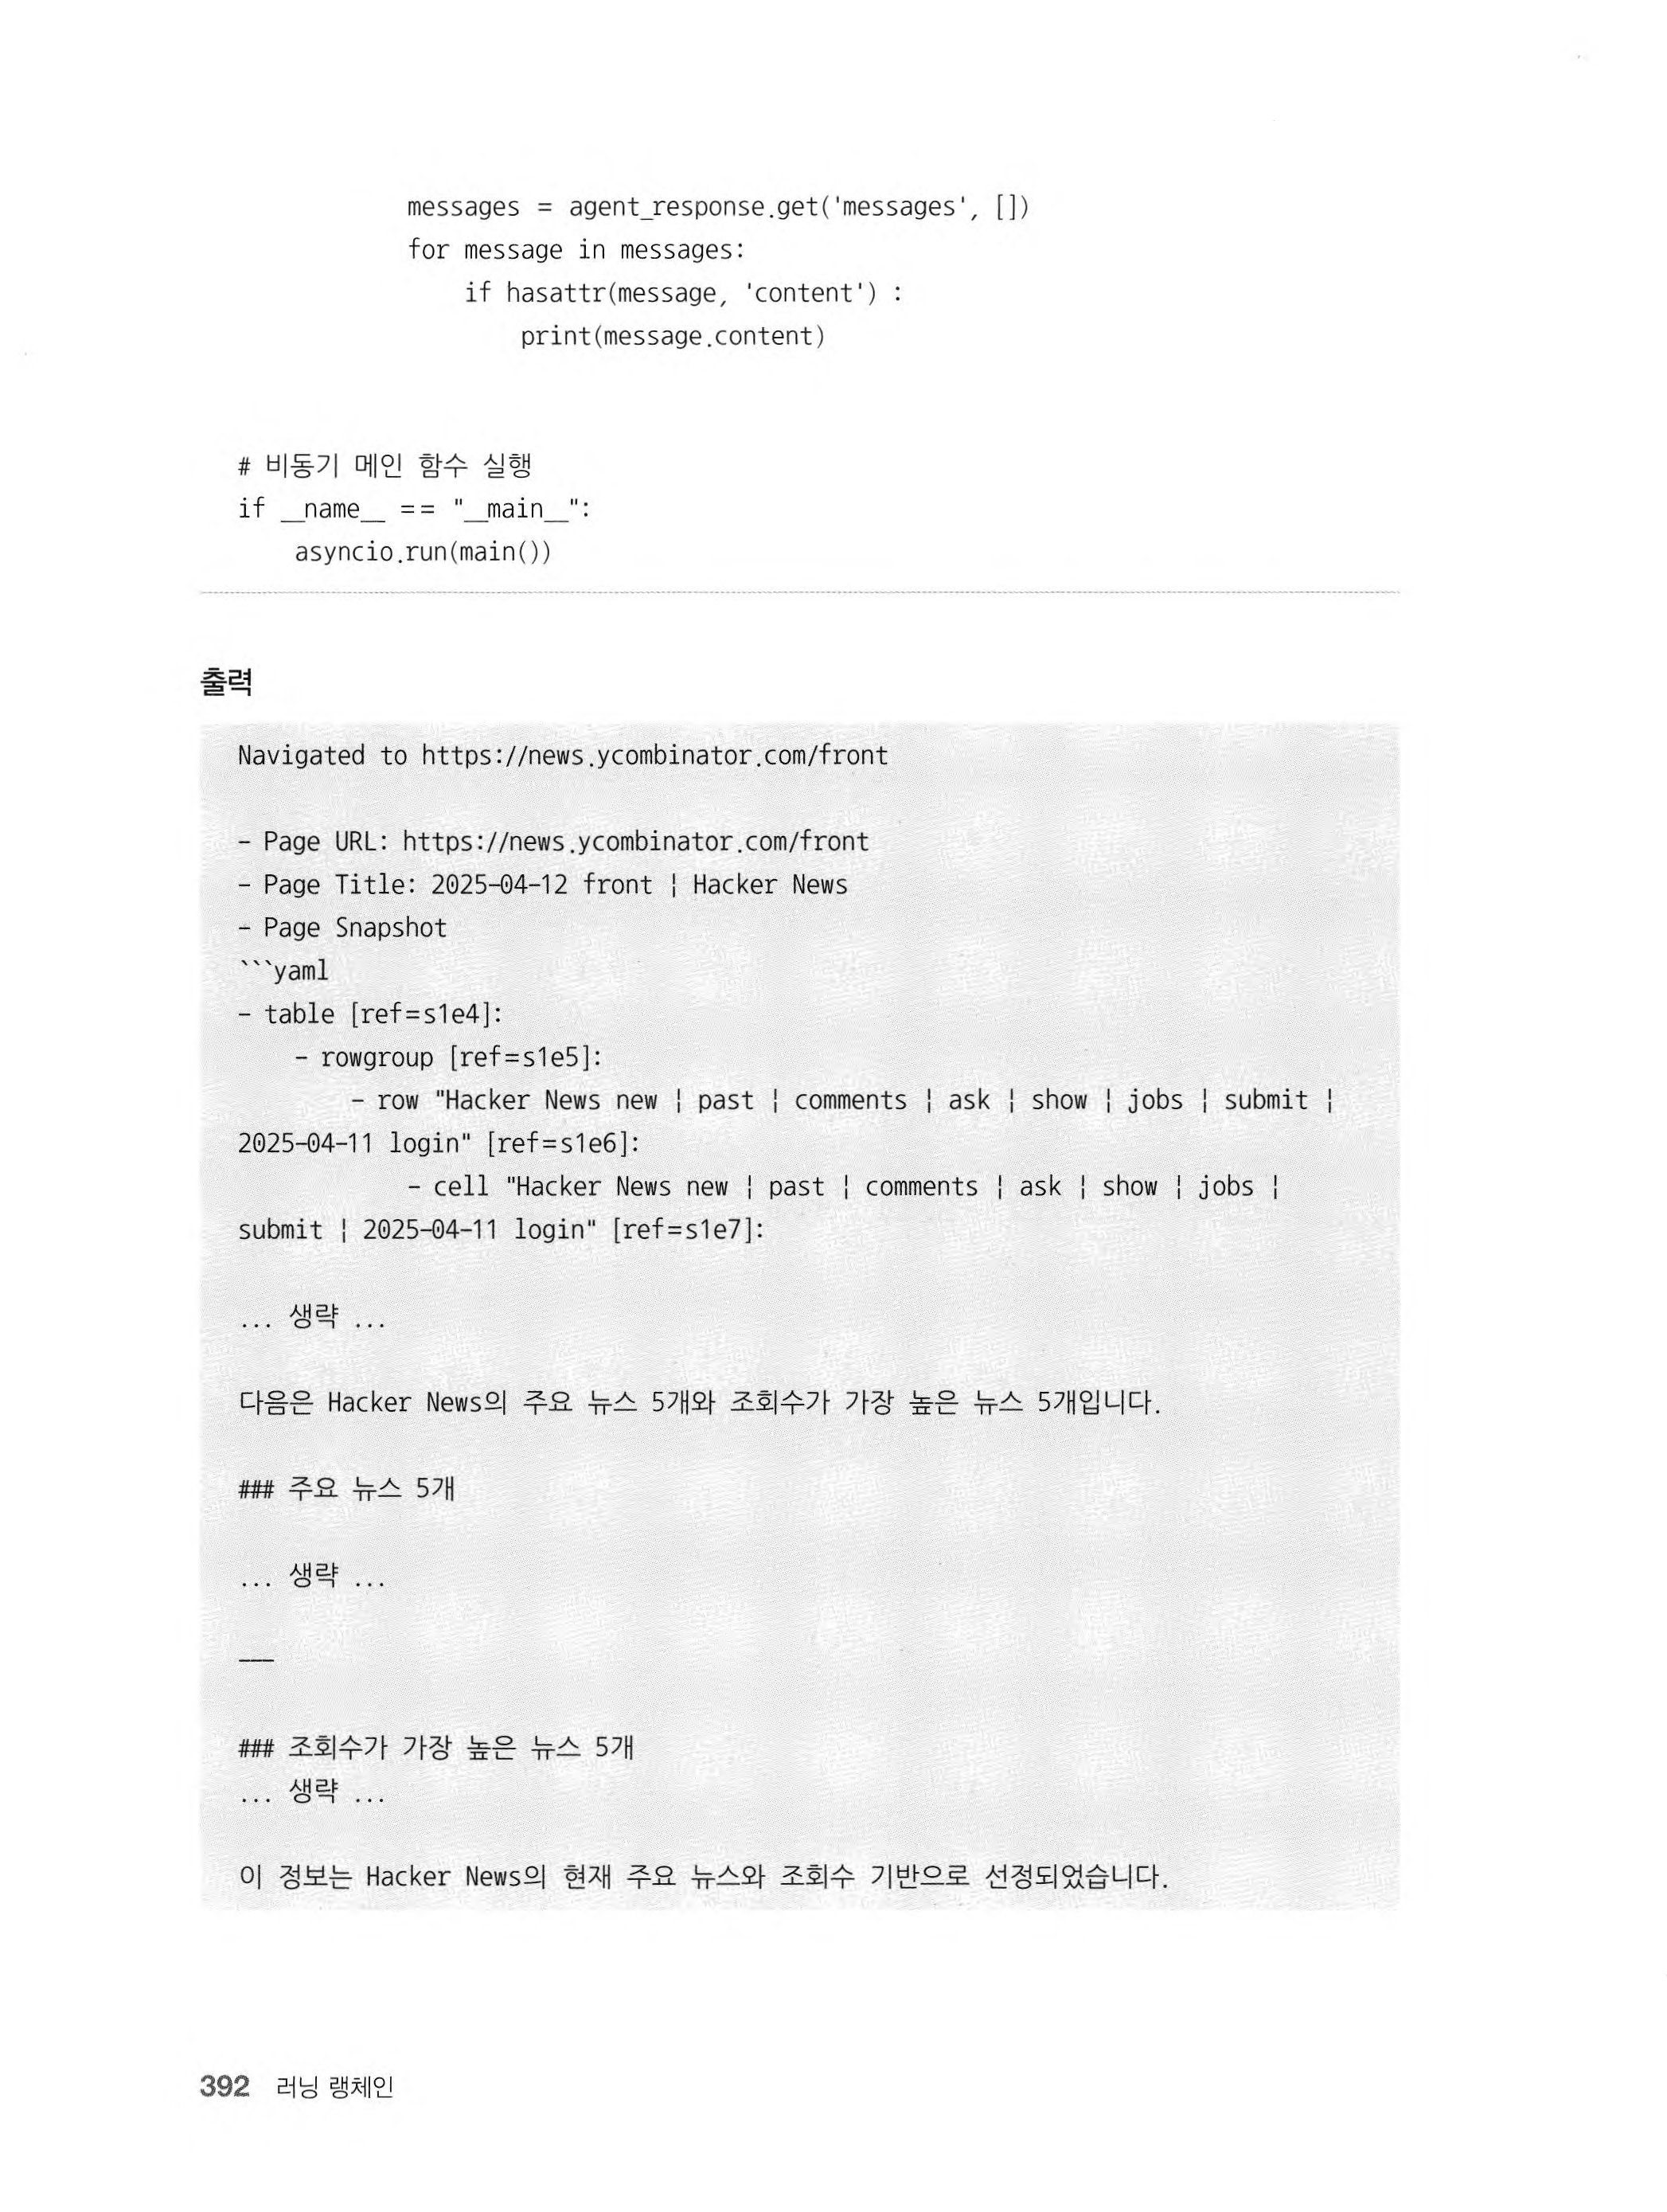 messages = agent_response.get('messages', [])
            for message in messages:
                if hasattr(message, 'content') :
                    print(message.content)
# 비동기 메인 함수 실행
if __name__ == "__main__":
    asyncio.run(main())
출력
Navigated to https://news.ycombinator.com/front
- Page URL: https://news.ycombinator.com/front
- Page Title: 2025-04-12 front | Hacker News
- Page Snapshot
```yaml
- table [ref=s1e4]:
    - rowgroup [ref=s1e5]:
        - row "Hacker News new | past | comments | ask | show | jobs | submit |
2025-04-11 login" [ref=s1e6]:
            - cell "Hacker News new | past | comments | ask | show | jobs |
submit | 2025-04-11 login" [ref=s1e7]:
... 생략 ...
다음은 Hacker News의 주요 뉴스 5개와 조회수가 가장 높은 뉴스 5개입니다.
### 주요 뉴스 5개
... 생략 ...
---
### 조회수가 가장 높은 뉴스 5개
... 생략 ...
이 정보는 Hacker News의 현재 주요 뉴스와 조회수 기반으로 선정되었습니다.
392 러닝 랭체인